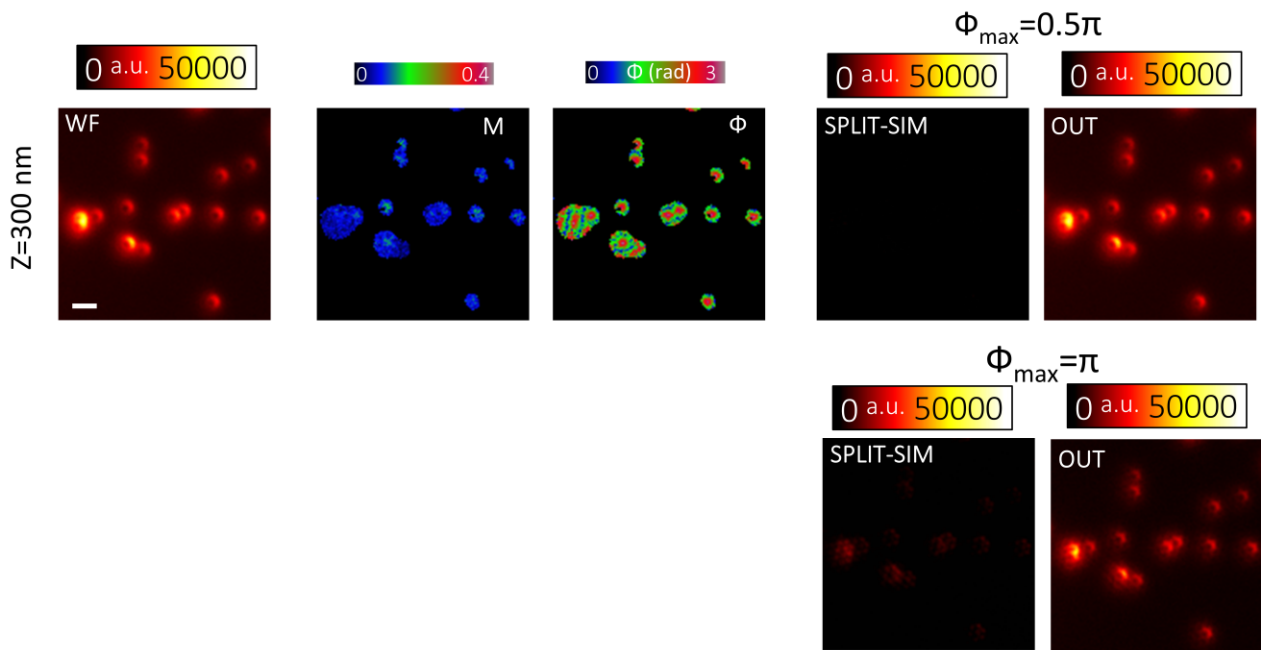 Φmax=0.5π
0 a.u. 50000
0 0.4
0 Φ (rad) 3
0 a.u. 50000
0 a.u. 50000
Z=300 nm
WF
M
Φ
SPLIT-SIM
OUT
Φmax=π
0 a.u. 50000
0 a.u. 50000
SPLIT-SIM
OUT